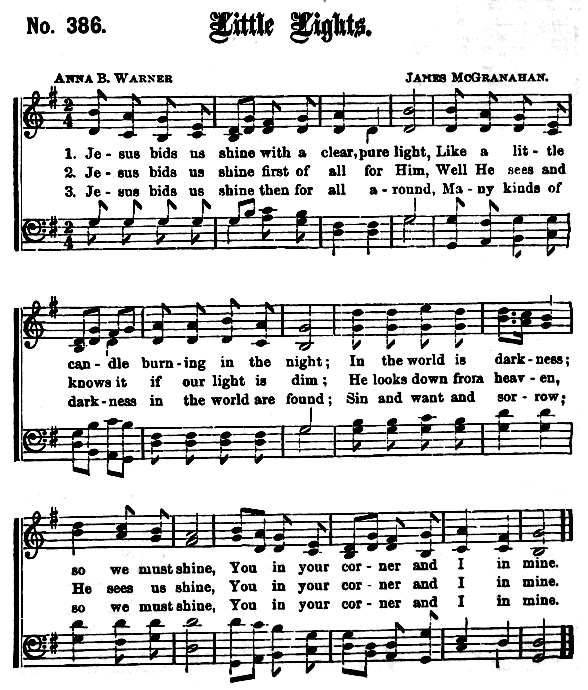 No. 386. Little Lights.
ANNA B. WARNER JAMES McGRANAHAN.
2/4
1. Je - sus bids us shine with a clear, pure light, Like a lit - tle
2. Je - sus bids us shine first of all for Him, Well He sees and
3. Je - sus bids us shine then for all a - round, Ma - ny kinds of
2/4
can - dle burn - ing in the night; In the world is dark - ness;
knows it if our light is dim; He looks down from heav - en,
dark - ness in the world are found; Sin and want and sor - row;
so we must shine, You in your cor - ner and I in mine.
He sees us shine, You in your cor - ner and I in mine.
so we must shine, You in your cor - ner and I in mine.